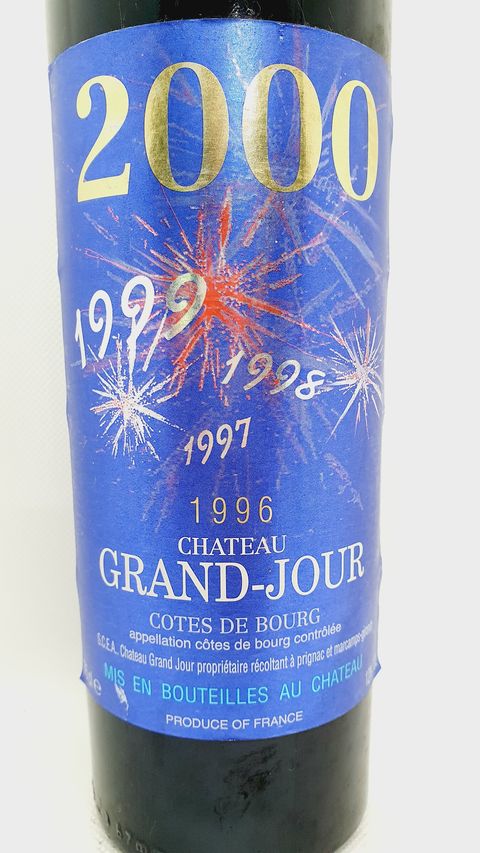 2000
1999
1998
1997
1996
CHATEAU
GRAND-JOUR
COTES DE BOURG
appellation côtes de bourg contrôlée
S.C.E.A. Chateau Grand Jour propriétaire récoltant à prignac et marcamps-gironde
MIS EN BOUTEILLES AU CHATEAU
PRODUCE OF FRANCE